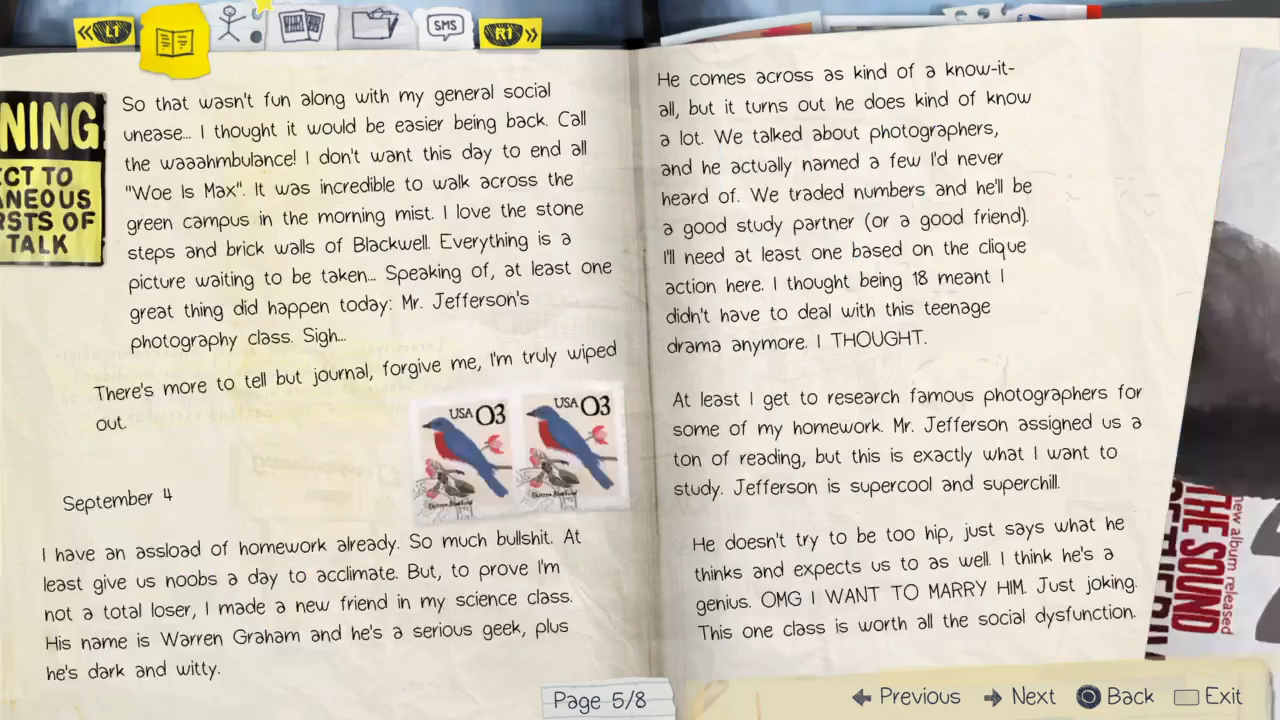 L1
SMS
R1
NING
ECT TO
ANEOUS
RSTS OF
TALK
So that wasn't fun along with my general social
unease... I thought it would be easier being back. Call
the waaahmbulance! I don't want this day to end all
"Woe Is Max". It was incredible to walk across the
green campus in the morning mist. I love the stone
steps and brick walls of Blackwell. Everything is a
picture waiting to be taken... Speaking of, at least one
great thing did happen today: Mr. Jefferson's
photography class. Sigh...
There's more to tell but journal, forgive me, I'm truly wiped
out.
USA 03
USA 03
Eastern Bluebird
Eastern Bluebird
September 4
I have an assload of homework already. So much bullshit. At
least give us noobs a day to acclimate. But, to prove I'm
not a total loser, I made a new friend in my science class.
His name is Warren Graham and he's a serious geek, plus
he's dark and witty.
He comes across as kind of a know-it-
all, but it turns out he does kind of know
a lot. We talked about photographers,
and he actually named a few I'd never
heard of. We traded numbers and he'll be
a good study partner (or a good friend).
I'll need at least one based on the clique
action here. I thought being 18 meant I
didn't have to deal with this teenage
drama anymore. I THOUGHT.
At least I get to research famous photographers for
some of my homework. Mr. Jefferson assigned us a
ton of reading, but this is exactly what I want to
study. Jefferson is supercool and superchill.
He doesn't try to be too hip, just says what he
thinks and expects us to as well. I think he's a
genius. OMG I WANT TO MARRY HIM. Just joking.
This one class is worth all the social dysfunction.
new album released
THE SOUND
Page 5/8
Previous
Next
Back
Exit